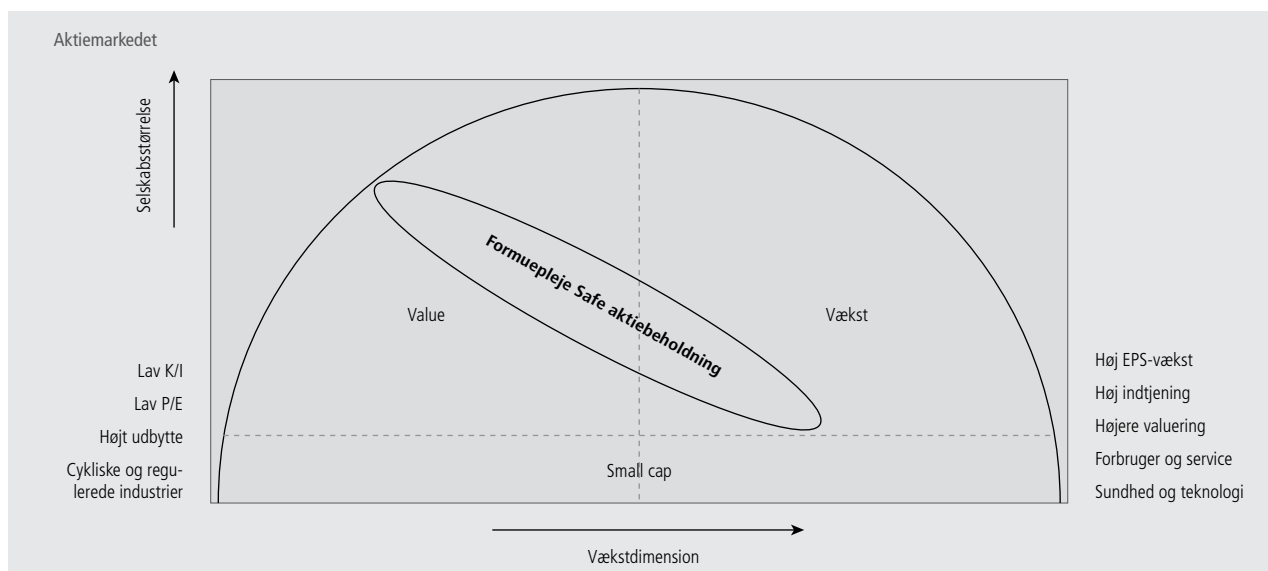 Aktiemarkedet
Selskabsstørrelse
Formuepleje Safe aktiebeholdning
Value
Vækst
Lav K/I
Lav P/E
Højt udbytte
Cykliske og regu-
lerede industrier
Small cap
Høj EPS-vækst
Høj indtjening
Højere valuering
Forbruger og service
Sundhed og teknologi
Vækstdimension